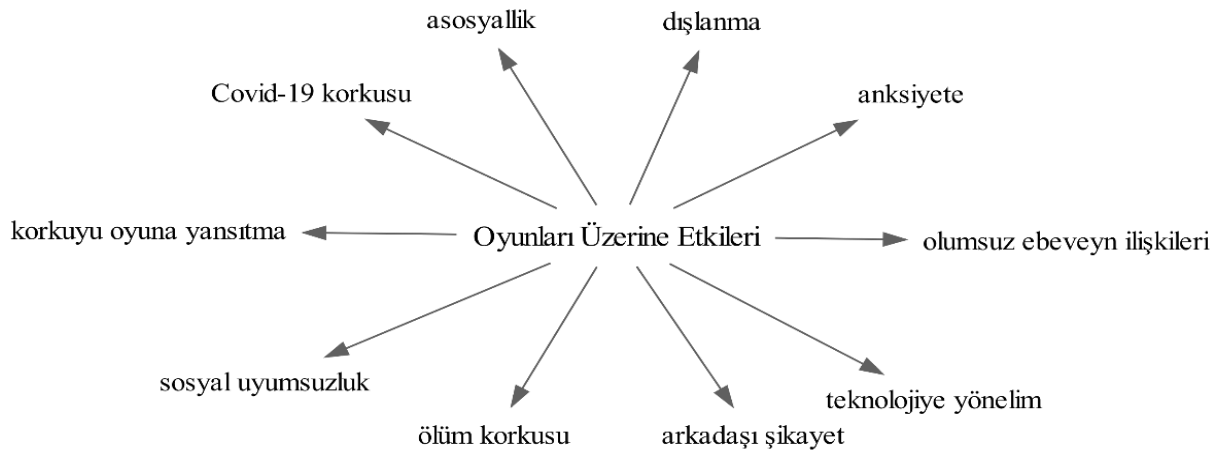 asosyallik
dışlanma
Covid-19 korkusu
anksiyete
korkuyu oyuna yansıtma
Oyunları Üzerine Etkileri
olumsuz ebeveyn ilişkileri
sosyal uyumsuzluk
teknolojiye yönelim
ölüm korkusu
arkadaşı şikayet